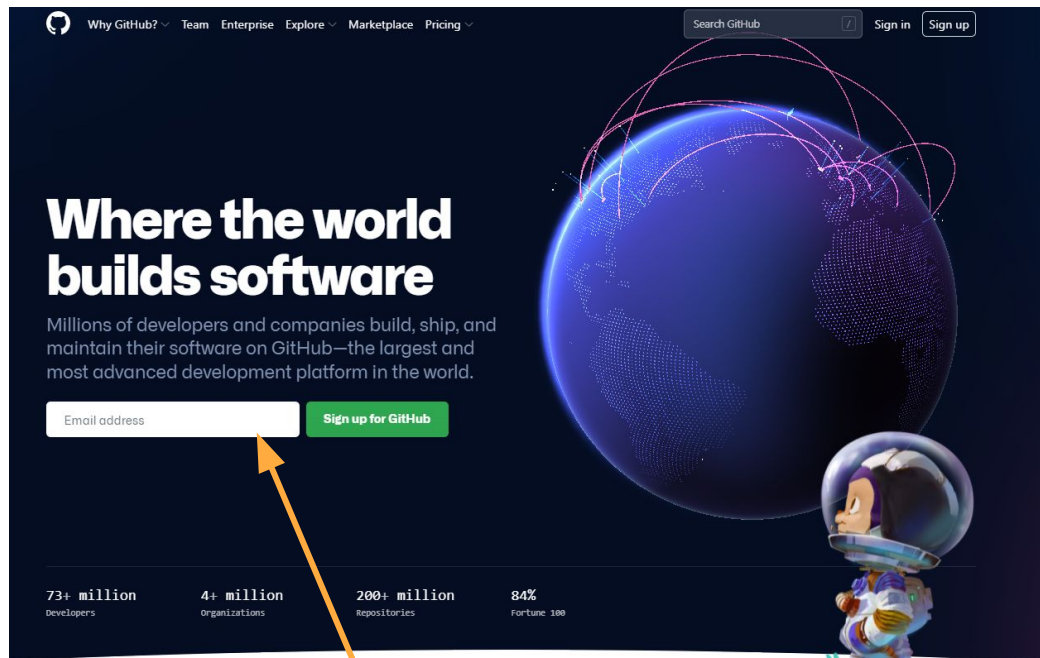 Why GitHub? Team Enterprise Explore Marketplace Pricing Search GitHub / Sign in Sign up
Where the world
builds software
Millions of developers and companies build, ship, and
maintain their software on GitHub—the largest and
most advanced development platform in the world.
Email address Sign up for GitHub
73+ million 4+ million 200+ million 84%
Developers Organizations Repositories Fortune 100